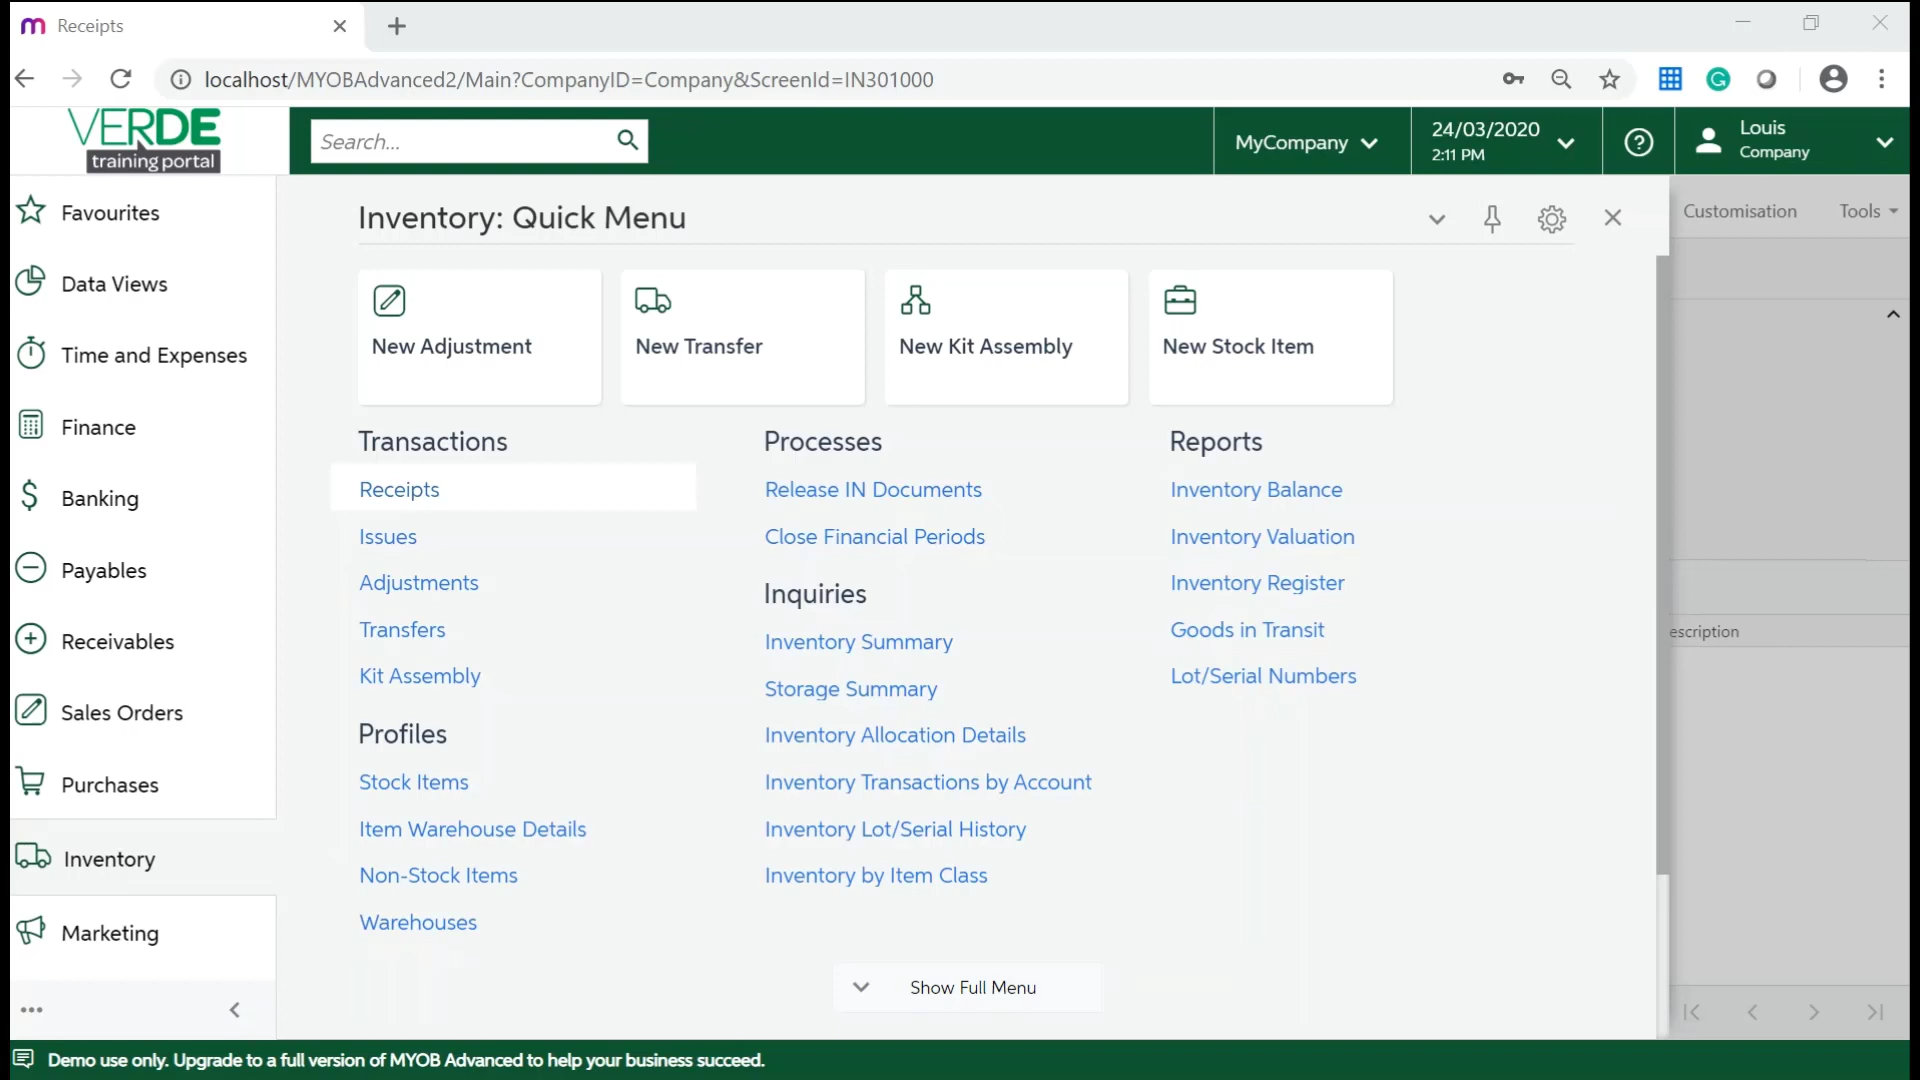 Receipts
localhost/MYOBAdvanced2/Main?CompanyID=Company&ScreenId=IN301000
VERDE
training portal
Search...
MyCompany
24/03/2020
2:11 PM
Louis
Company
Favourites
Data Views
Time and Expenses
Finance
Banking
Payables
Receivables
Sales Orders
Purchases
Inventory
Marketing
Inventory: Quick Menu
Customisation
Tools
New Adjustment
New Transfer
New Kit Assembly
New Stock Item
Transactions
Receipts
Issues
Adjustments
Transfers
Kit Assembly
Profiles
Stock Items
Item Warehouse Details
Non-Stock Items
Warehouses
Processes
Release IN Documents
Close Financial Periods
Inquiries
Inventory Summary
Storage Summary
Inventory Allocation Details
Inventory Transactions by Account
Inventory Lot/Serial History
Inventory by Item Class
Reports
Inventory Balance
Inventory Valuation
Inventory Register
Goods in Transit
Lot/Serial Numbers
escription
Show Full Menu
Demo use only. Upgrade to a full version of MYOB Advanced to help your business succeed.